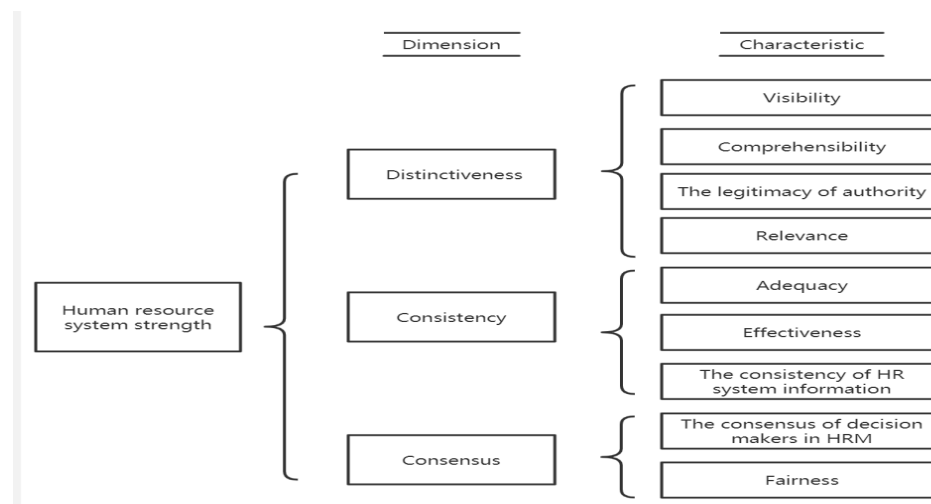 Dimension
Characteristic
Visibility
Comprehensibility
Distinctiveness
The legitimacy of authority
Relevance
Human resource
system strength
Adequacy
Consistency
Effectiveness
The consistency of HR
system information
The consensus of decision
makers in HRM
Consensus
Fairness